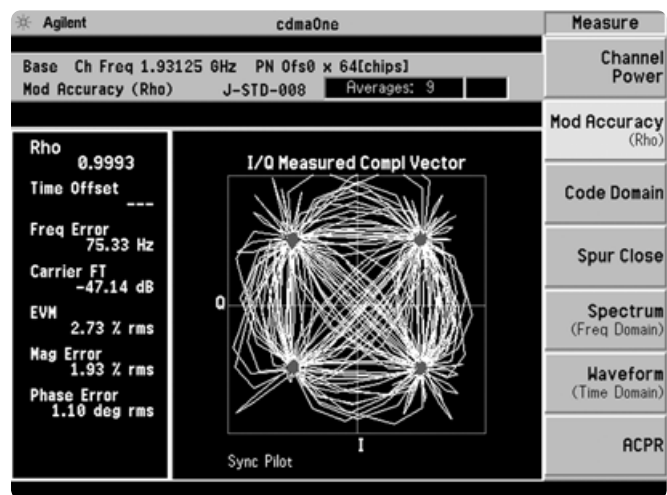 Agilent
cdmaOne
Measure
Base Ch Freq 1.93125 GHz PN Ofs0 x 64[chips]
Mod Accuracy (Rho) J-STD-008 Averages: 9
Rho
0.9993
Time Offset
---
Freq Error
75.33 Hz
Carrier FT
-47.14 dB
EVM
2.73 % rms
Mag Error
1.93 % rms
Phase Error
1.10 deg rms
I/Q Measured Compl Vector
Q
I
Sync Pilot
Channel
Power
Mod Accuracy
(Rho)
Code Domain
Spur Close
Spectrum
(Freq Domain)
Waveform
(Time Domain)
ACPR